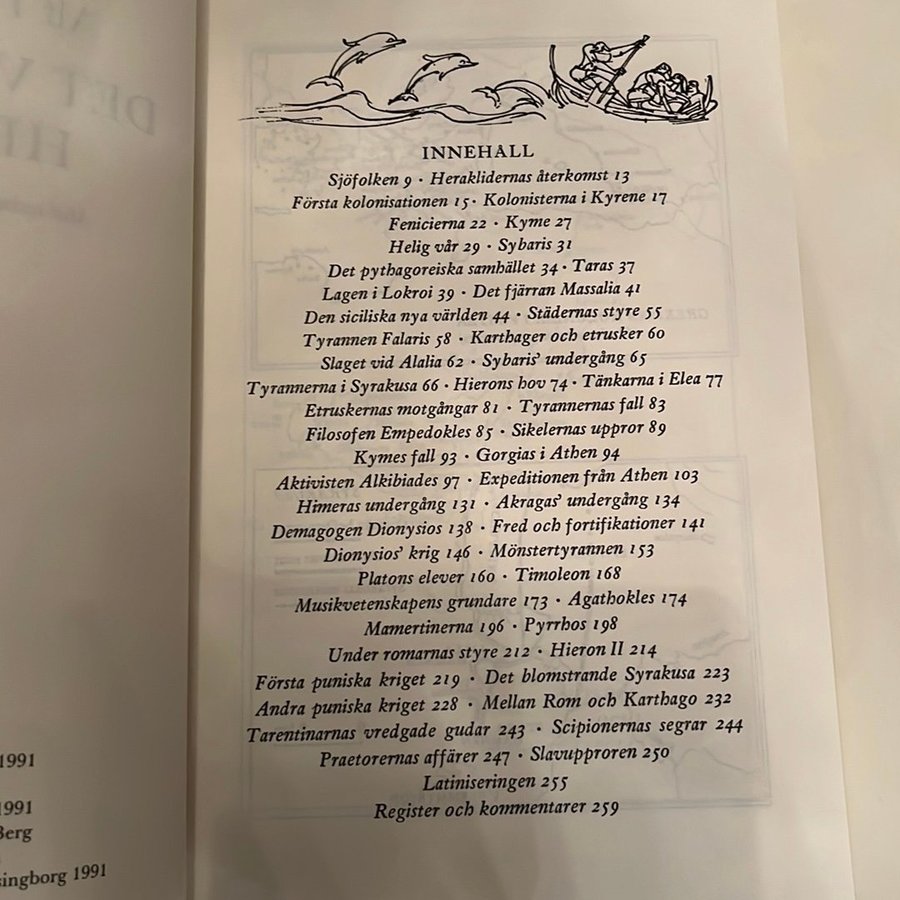 1991
1991
Berg
singborg 1991
INNEHALL
Sjöfolken 9 · Heraklidernas återkomst 13
Första kolonisationen 15 · Kolonisterna i Kyrene 17
Fenicierna 22 · Kyme 27
Helig vår 29 · Sybaris 31
Det pythagoreiska samhället 34 · Taras 37
Lagen i Lokroi 39 · Det fjärran Massalia 41
Den siciliska nya världen 44 · Städernas styre 55
Tyrannen Falaris 58 · Karthager och etrusker 60
Slaget vid Alalia 62 · Sybaris' undergång 65
Tyrannerna i Syrakusa 66 · Hierons hov 74 · Tänkarna i Elea 77
Etruskernas motgångar 81 · Tyrannernas fall 83
Filosofen Empedokles 85 · Sikelernas uppror 89
Kymes fall 93 · Gorgias i Athen 94
Aktivisten Alkibiades 97 · Expeditionen från Athen 103
Himeras undergång 131 · Akragas' undergång 134
Demagogen Dionysios 138 · Fred och fortifikationer 141
Dionysios' krig 146 · Mönstertyrannen 153
Platons elever 160 · Timoleon 168
Musikvetenskapens grundare 173 · Agathokles 174
Mamertinerna 196 · Pyrrhos 198
Under romarnas styre 212 · Hieron II 214
Första puniska kriget 219 · Det blomstrande Syrakusa 223
Andra puniska kriget 228 · Mellan Rom och Karthago 232
Tarentinarnas vredgade gudar 243 · Scipionernas segrar 244
Praetorernas affärer 247 · Slavupproren 250
Latiniseringen 255
Register och kommentarer 259